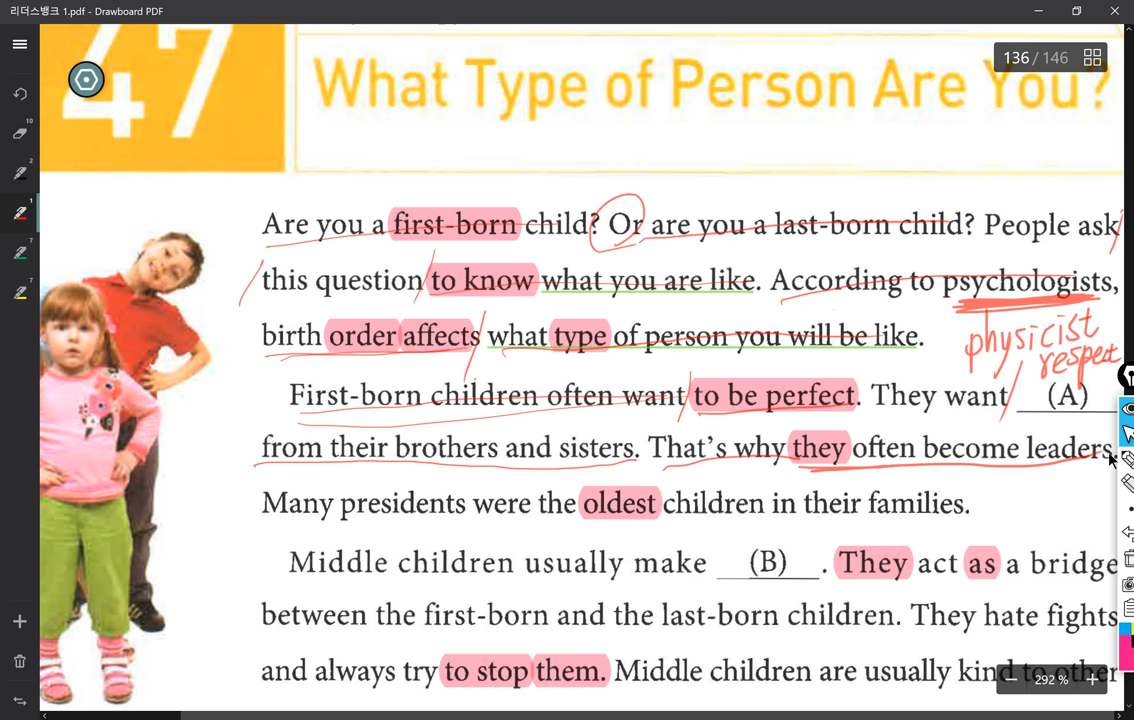 리더스뱅크 1.pdf - Drawboard PDF
136 / 146
47
What Type of Person Are You?
10
2
1
7
7
Are you a first-born child? Or are you a last-born child? People ask
this question to know what you are like. According to psychologists,
birth order affects what type of person you will be like.
physicist
respect
First-born children often want to be perfect. They want (A)
from their brothers and sisters. That's why they often become leaders.
Many presidents were the oldest children in their families.
Middle children usually make (B) . They act as a bridge
between the first-born and the last-born children. They hate fights
and always try to stop them. Middle children are usually kind to other
292 %